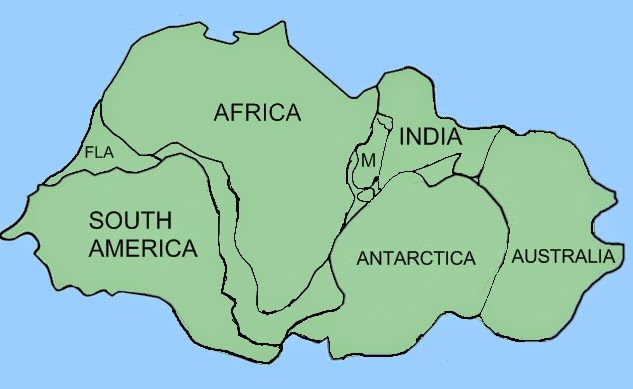 AFRICA
INDIA
FLA
M
SOUTH
AMERICA
ANTARCTICA
AUSTRALIA